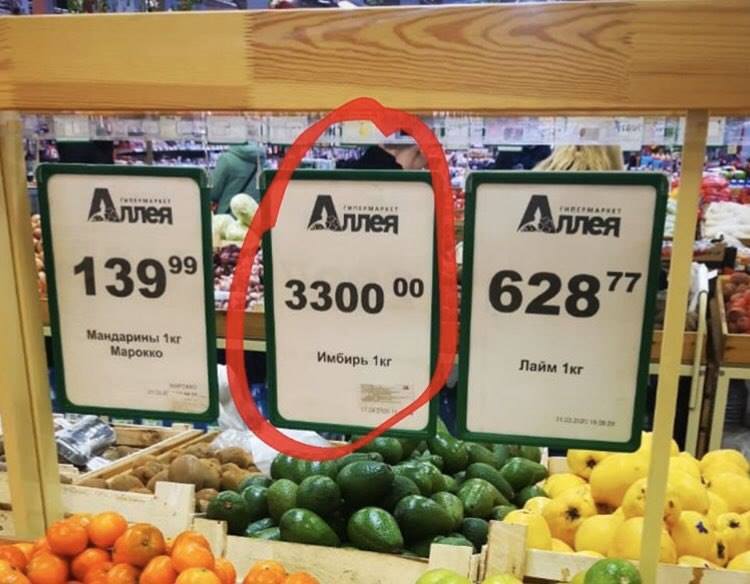 ГИПЕРМАРКЕТ
Аллея
139 99
Мандарины 1кг
Марокко
МАРОККО
ГИПЕРМАРКЕТ
Аллея
3300 00
Имбирь 1кг
ГИПЕРМАРКЕТ
Аллея
628 77
Лайм 1кг